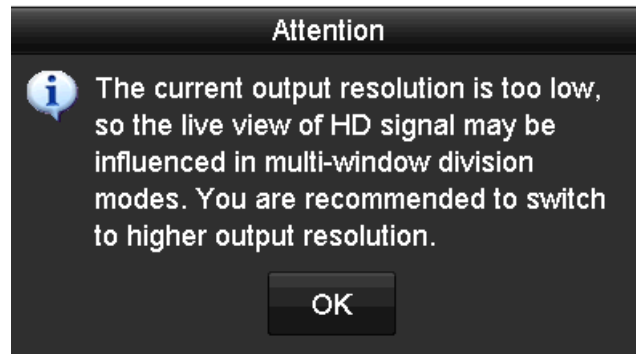 Attention
The current output resolution is too low,
so the live view of HD signal may be
influenced in multi-window division
modes. You are recommended to switch
to higher output resolution.
OK